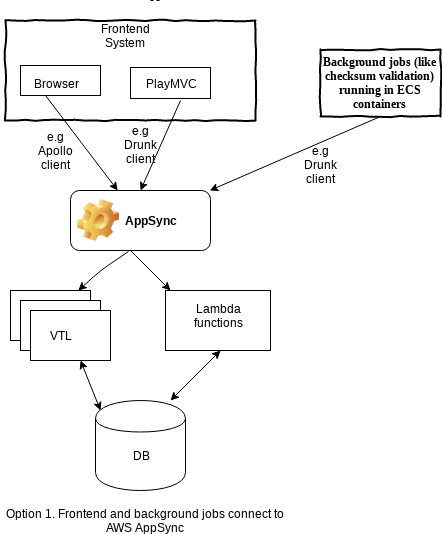 Frontend
System
Browser
PlayMVC
Background jobs (like
checksum validation)
running in ECS
containers
e.g
Apollo
client
e.g
Drunk
client
e.g
Drunk
client
AppSync
VTL
Lambda
functions
DB
Option 1. Frontend and background jobs connect to
AWS AppSync